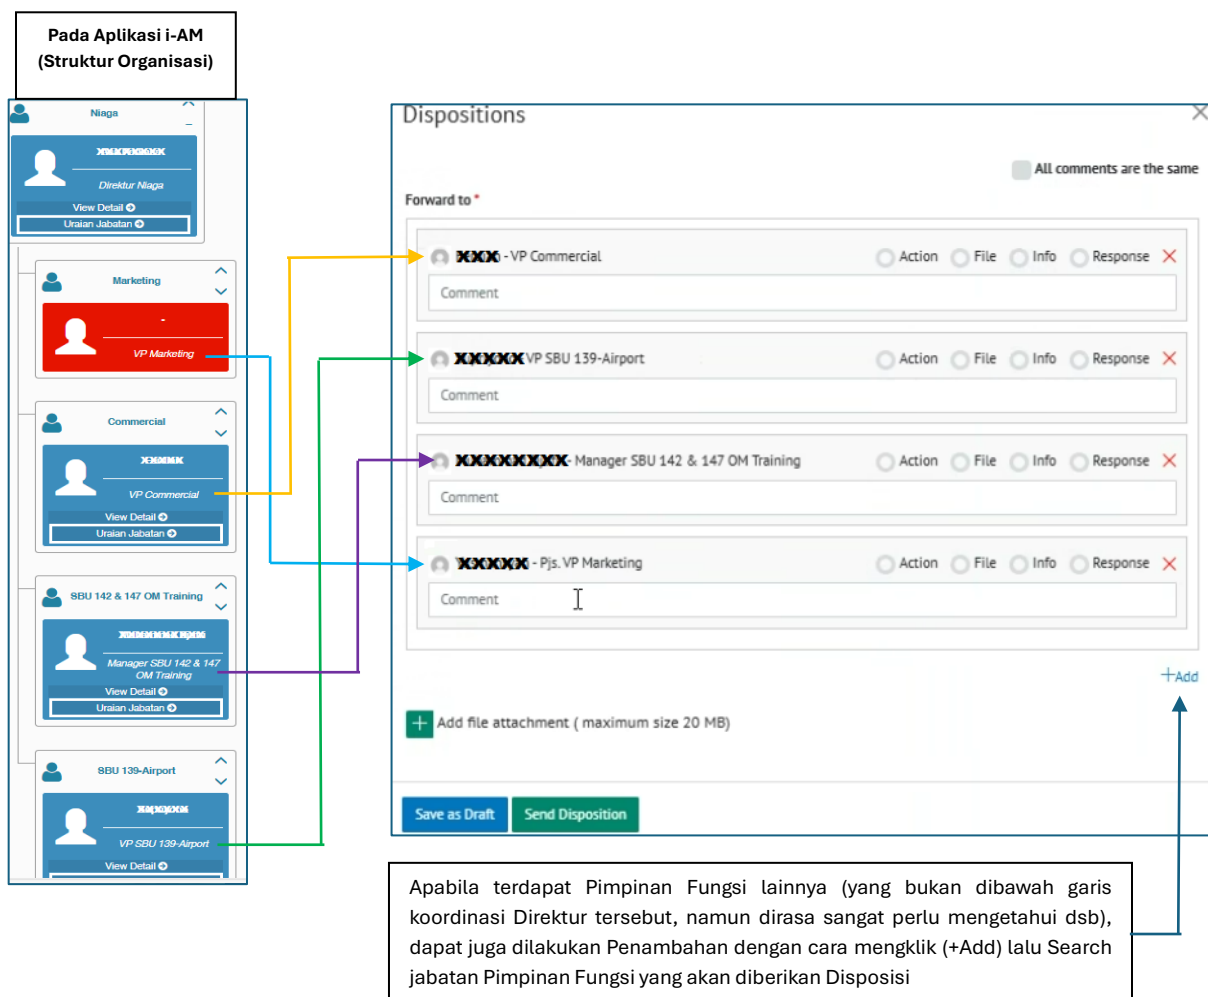 Pada Aplikasi i-AM
(Struktur Organisasi)
Niaga
Direktur Niaga
View Detail
Uraian Jabatan
Marketing
-
VP Marketing
Commercial
VP Commercial
View Detail
Uraian Jabatan
SBU 142 & 147 OM Training
Manager SBU 142 & 147
OM Training
View Detail
Uraian Jabatan
SBU 139-Airport
VP SBU 139-Airport
View Detail
Dispositions
All comments are the same
Forward to *
XXX - VP Commercial
Action File Info Response
Comment
XXXXX VP SBU 139-Airport
Action File Info Response
Comment
XXXXXXXX - Manager SBU 142 & 147 OM Training
Action File Info Response
Comment
XXXXX - Pjs. VP Marketing
Action File Info Response
Comment
+Add
+ Add file attachment ( maximum size 20 MB)
Save as Draft
Send Disposition
Apabila terdapat Pimpinan Fungsi lainnya (yang bukan dibawah garis
koordinasi Direktur tersebut, namun dirasa sangat perlu mengetahui dsb),
dapat juga dilakukan Penambahan dengan cara mengklik (+Add) lalu Search
jabatan Pimpinan Fungsi yang akan diberikan Disposisi